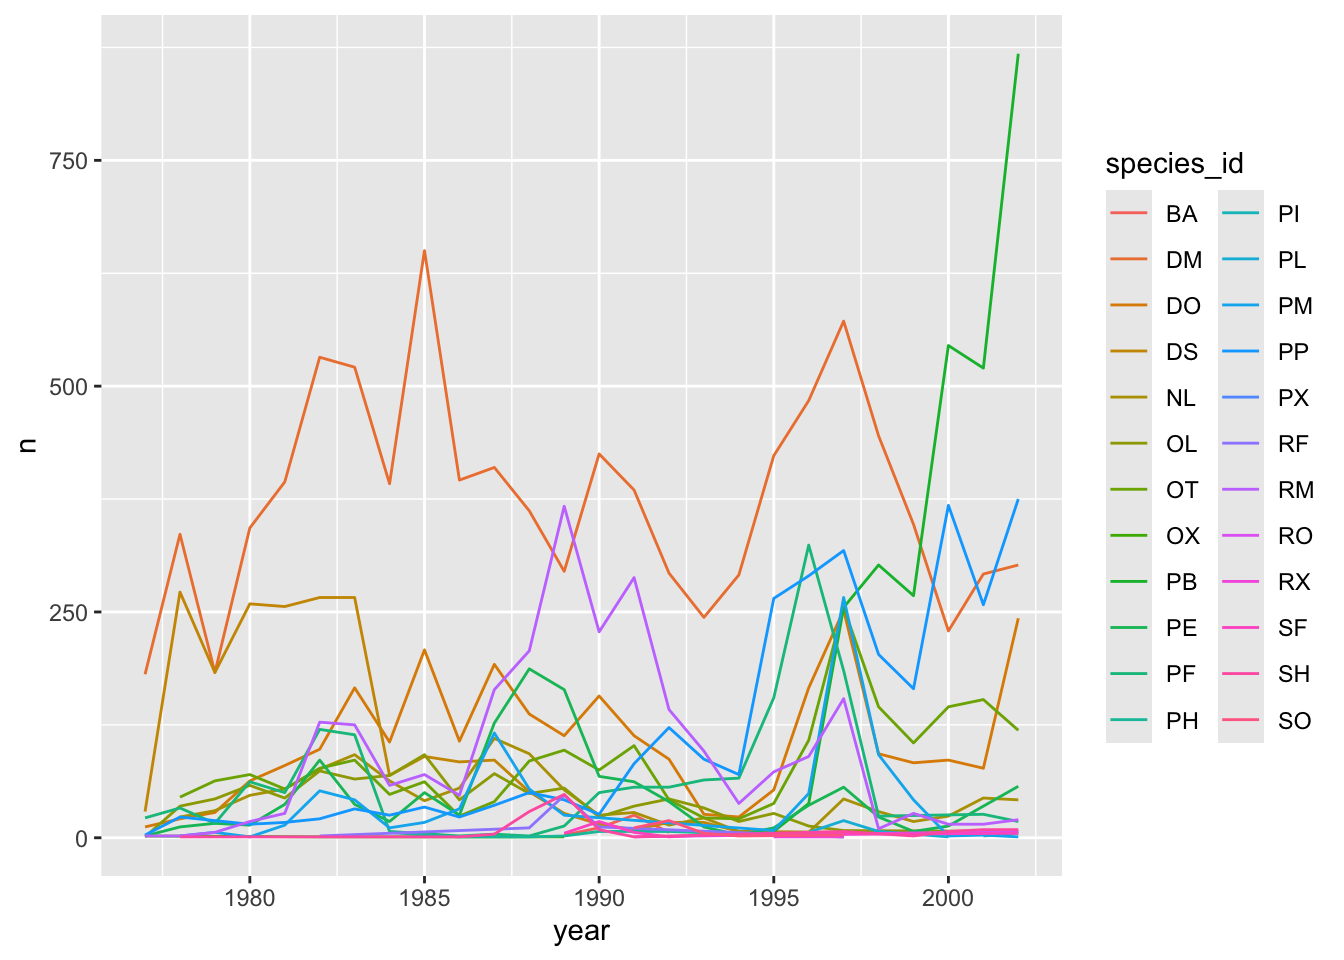 750
500
250
0
n
1980 1985 1990 1995 2000
year
species_id
BA PI
DM PL
DO PM
DS PP
NL PX
OL RF
OT RM
OX RO
PB RX
PE SF
PF SH
PH SO